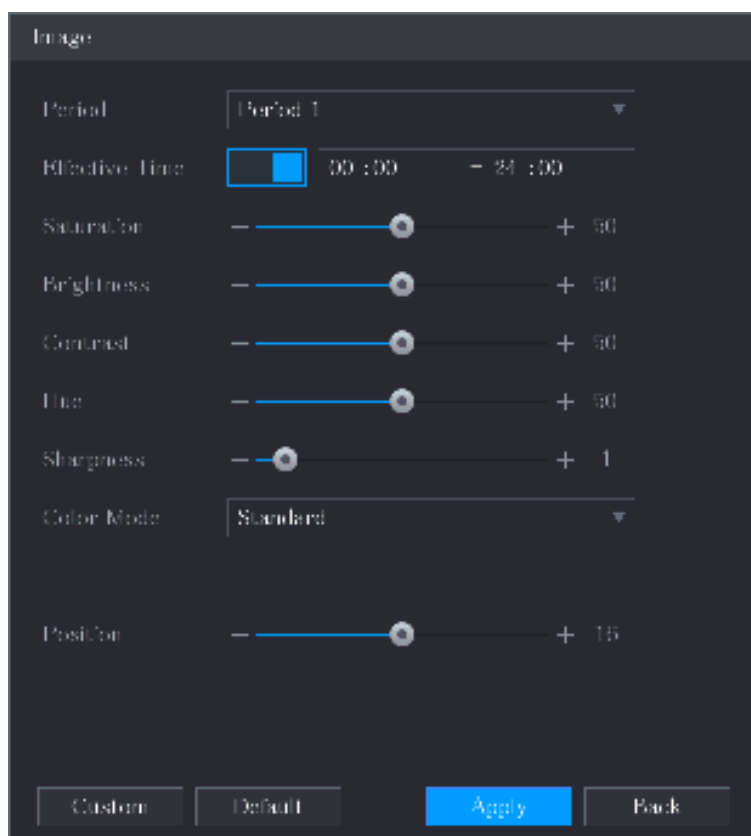 Image
Period Period 1
Effective Time 00 :00 - 24 :00
Saturation 50
Brightness 50
Contrast 50
Hue 50
Sharpness 1
Color Mode Standard
Position 16
Custom Default Apply Back